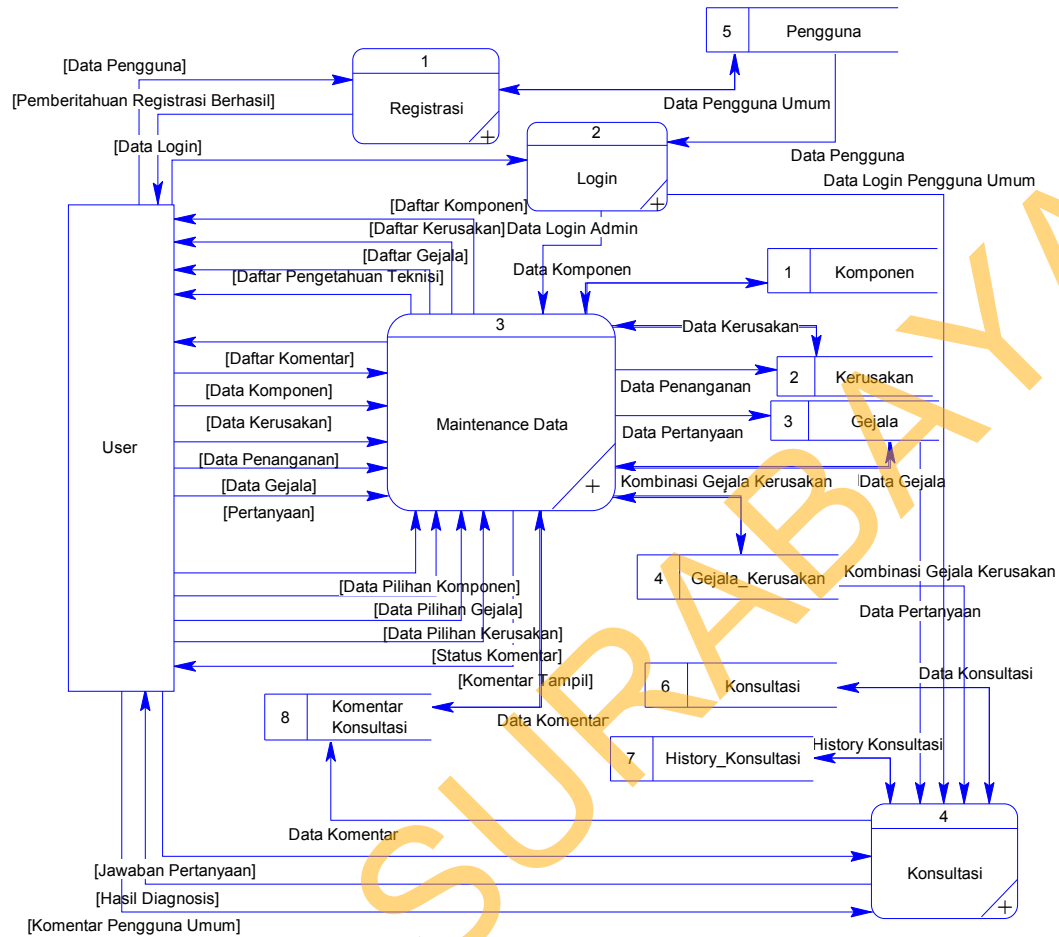 5
Pengguna
1
Registrasi
[Data Pengguna]
[Pemberitahuan Registrasi Berhasil]
[Data Login]
Data Pengguna Umum
2
Login
Data Pengguna
Data Login Pengguna Umum
[Daftar Komponen]
[Daftar Kerusakan]
Data Login Admin
[Daftar Gejala]
[Daftar Pengetahuan Teknisi]
Data Komponen
1
Komponen
3
Maintenance Data
Data Kerusakan
[Daftar Komentar]
Data Penanganan
2
Kerusakan
[Data Komponen]
3
Gejala
User
[Data Kerusakan]
Data Pertanyaan
[Data Penanganan]
[Data Gejala]
Kombinasi Gejala Kerusakan
Data Gejala
[Pertanyaan]
4
Gejala_Kerusakan
Kombinasi Gejala Kerusakan
[Data Pilihan Komponen]
[Data Pilihan Gejala]
Data Pertanyaan
[Data Pilihan Kerusakan]
[Status Komentar]
[Komentar Tampil]
6
Konsultasi
Data Konsultasi
8
Komentar
Konsultasi
Data Komentar
7
History_Konsultasi
History Konsultasi
Data Komentar
4
Konsultasi
[Jawaban Pertanyaan]
[Hasil Diagnosis]
[Komentar Pengguna Umum]
SURABAYA